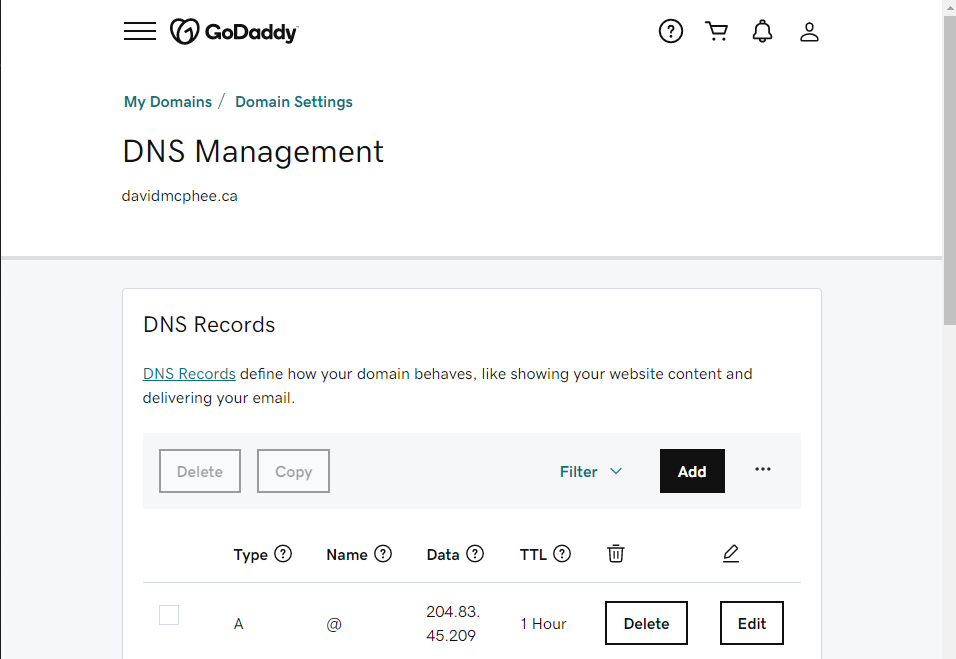 GoDaddy
My Domains / Domain Settings
DNS Management
davidmcphee.ca
DNS Records
DNS Records define how your domain behaves, like showing your website content and
delivering your email.
Delete Copy Filter Add ...
Type ? Name ? Data ? TTL ?
A @ 204.83. 1 Hour Delete Edit
45.209